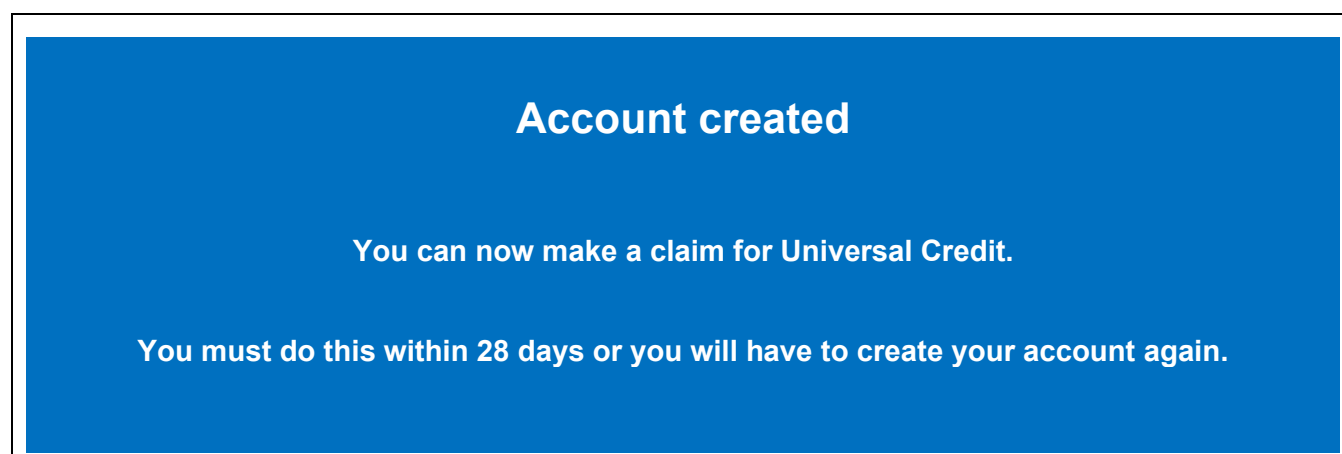 Account created
You can now make a claim for Universal Credit.
You must do this within 28 days or you will have to create your account again.